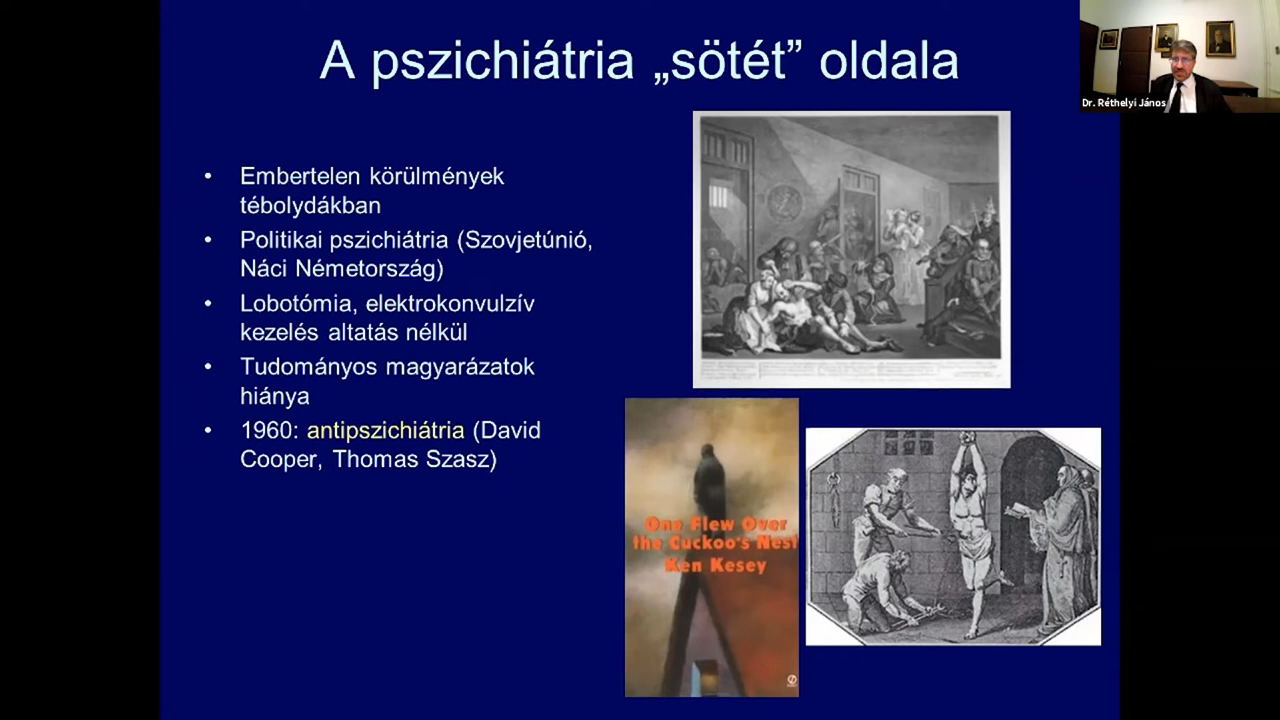 A pszichiátria „sötét” oldala
Dr. Réthelyi János
• Embertelen körülmények
tébolydákban
• Politikai pszichiátria (Szovjetúnió,
Náci Németország)
• Lobotómia, elektrokonvulzív
kezelés altatás nélkül
• Tudományos magyarázatok
hiánya
• 1960: antipszichiátria (David
Cooper, Thomas Szasz)
One Flew Over
the Cuckoo's Nest
Ken Kesey